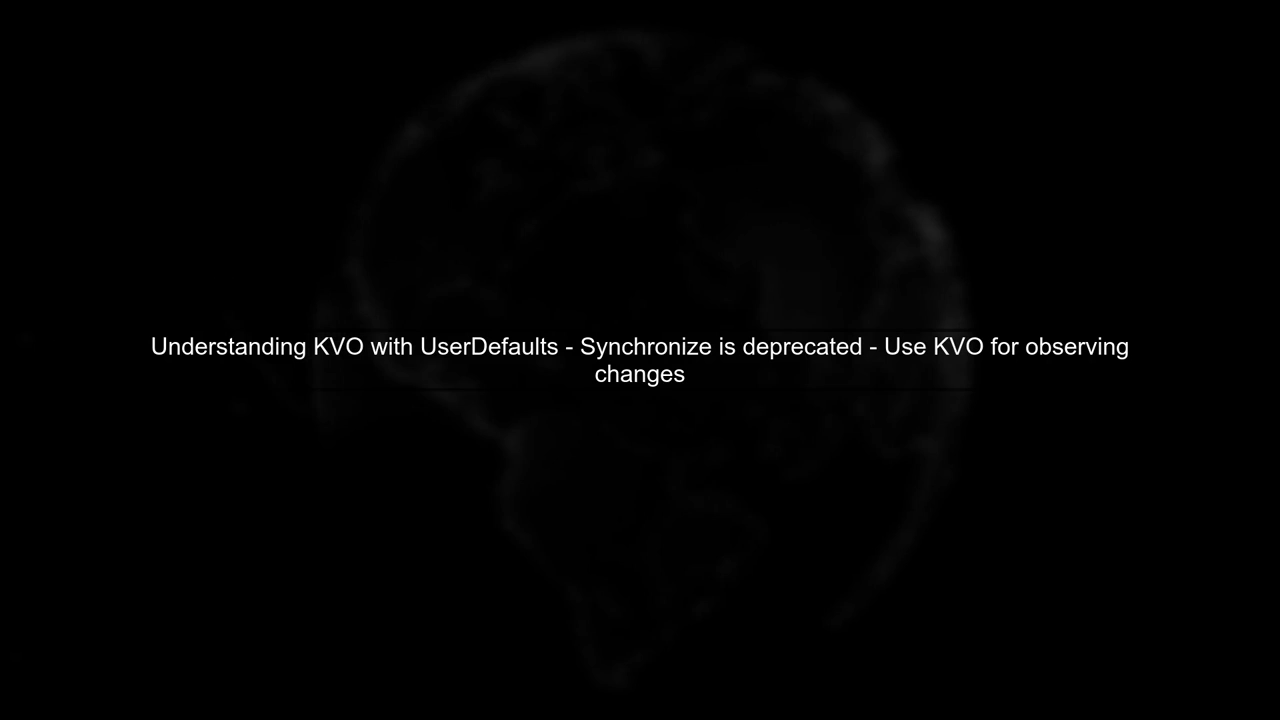 Understanding KVO with UserDefaults - Synchronize is deprecated - Use KVO for observing
changes